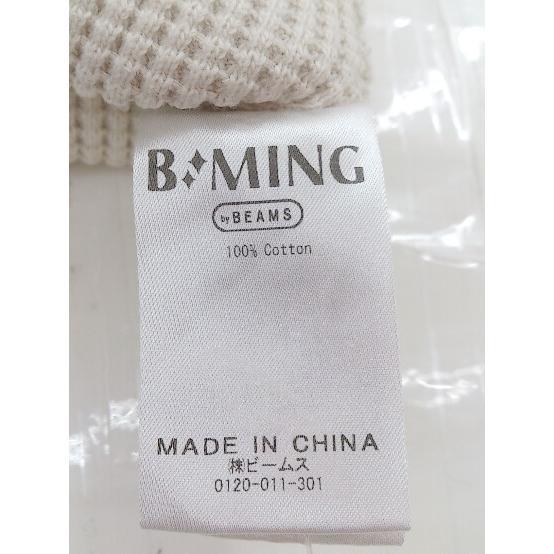 B:MING
by BEAMS
100% Cotton
MADE IN CHINA
㈱ビームス
0120-011-301